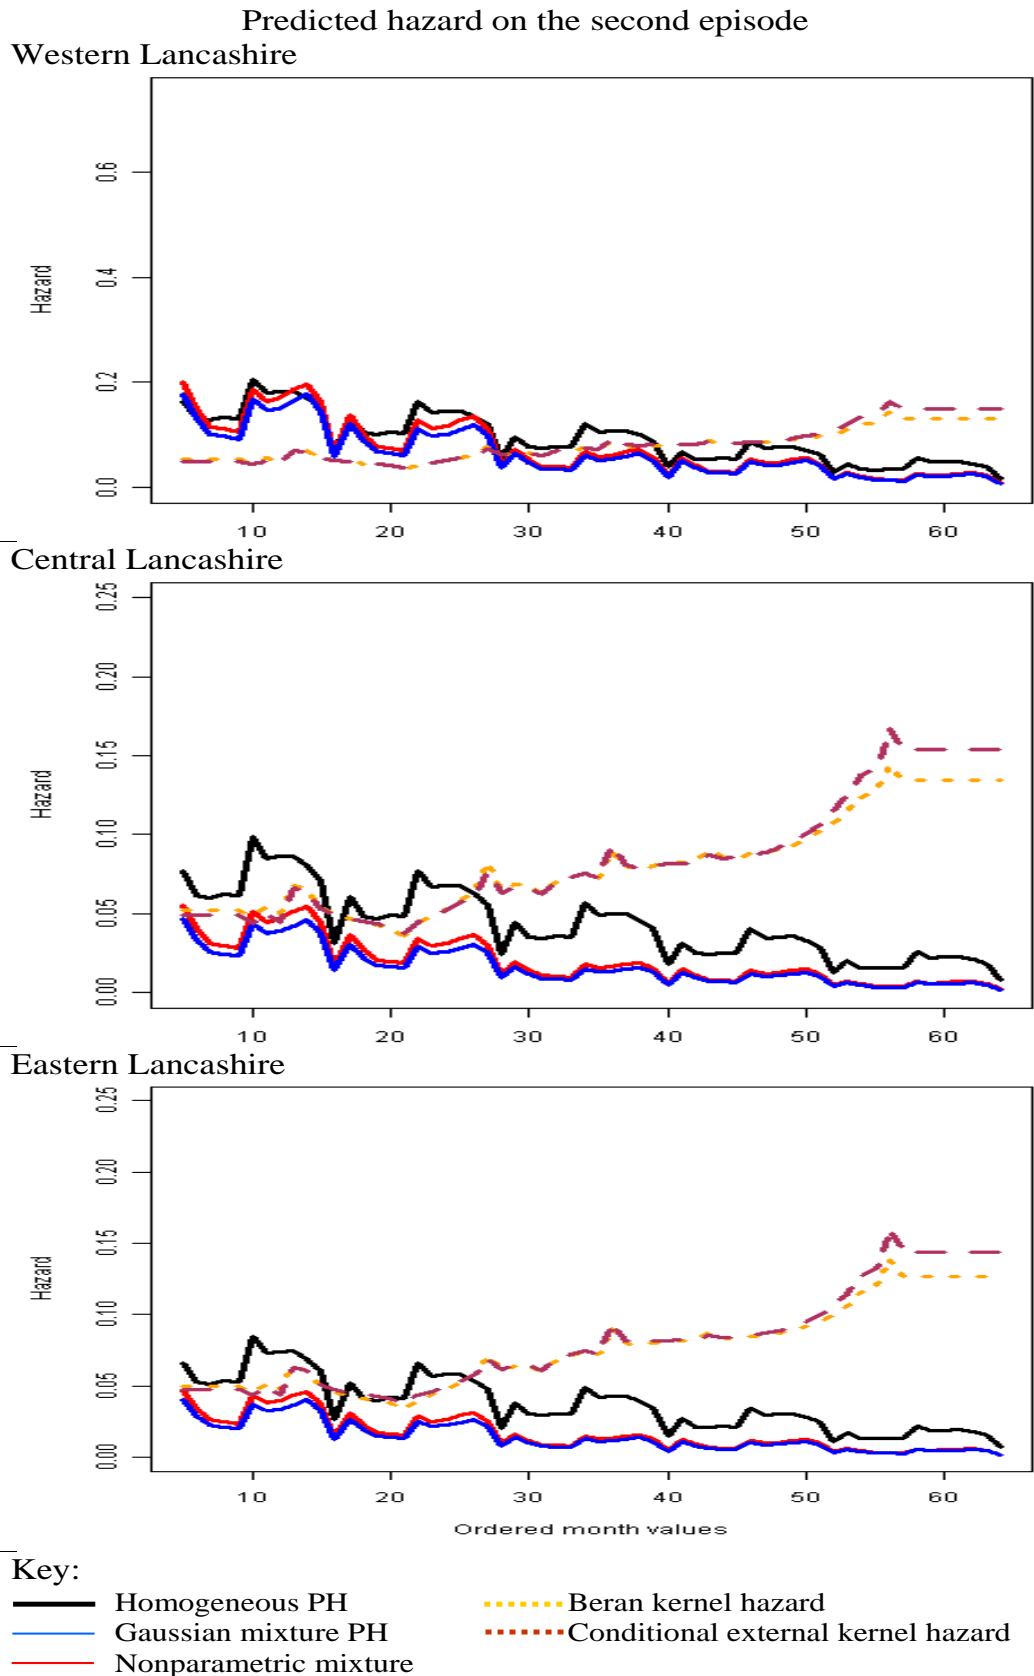 Predicted hazard on the second episode
Western Lancashire
Hazard
0.6
0.4
0.2
0.0
10 20 30 40 50 60
Central Lancashire
Hazard
0.25
0.20
0.15
0.10
0.05
0.00
10 20 30 40 50 60
Eastern Lancashire
Hazard
0.25
0.20
0.15
0.10
0.05
0.00
10 20 30 40 50 60
Ordered month values
Key:
Homogeneous PH
Beran kernel hazard
Gaussian mixture PH
Conditional external kernel hazard
Nonparametric mixture